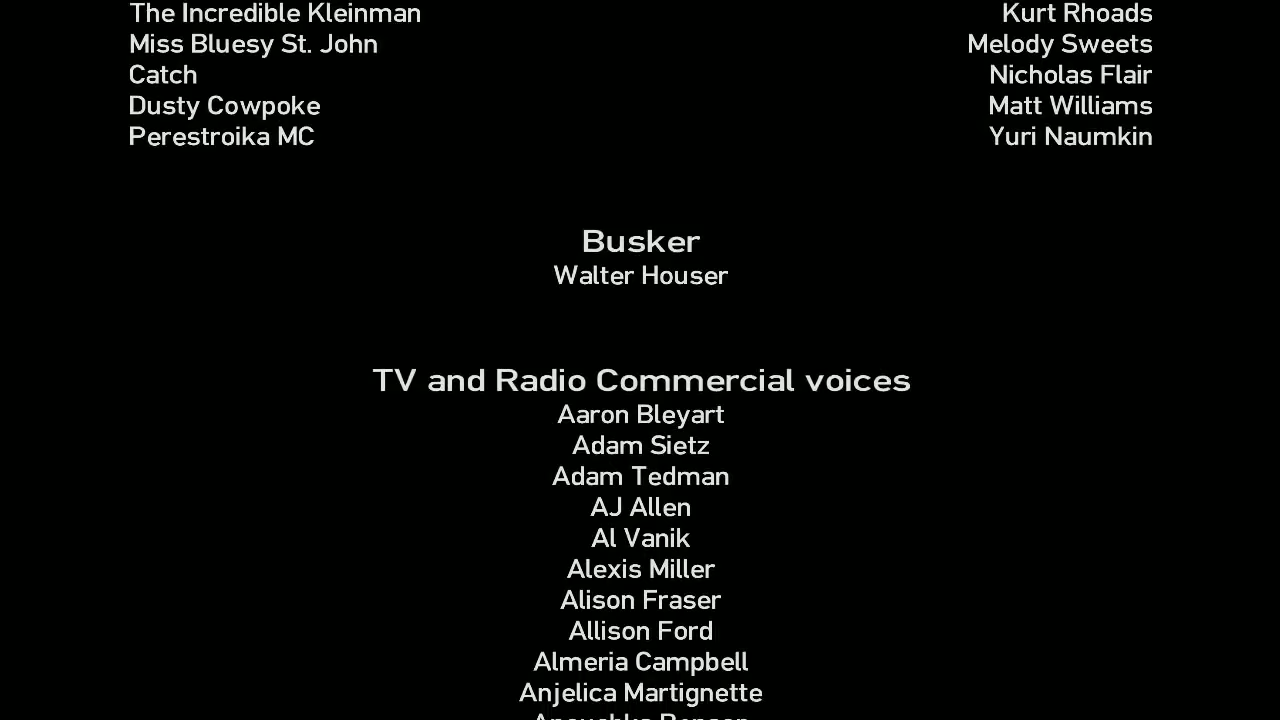 The Incredible Kleinman Kurt Rhoads
Miss Bluesy St. John Melody Sweets
Catch Nicholas Flair
Dusty Cowpoke Matt Williams
Perestroika MC Yuri Naumkin
Busker
Walter Houser
TV and Radio Commercial voices
Aaron Bleyart
Adam Sietz
Adam Tedman
AJ Allen
Al Vanik
Alexis Miller
Alison Fraser
Allison Ford
Almeria Campbell
Anjelica Martignette